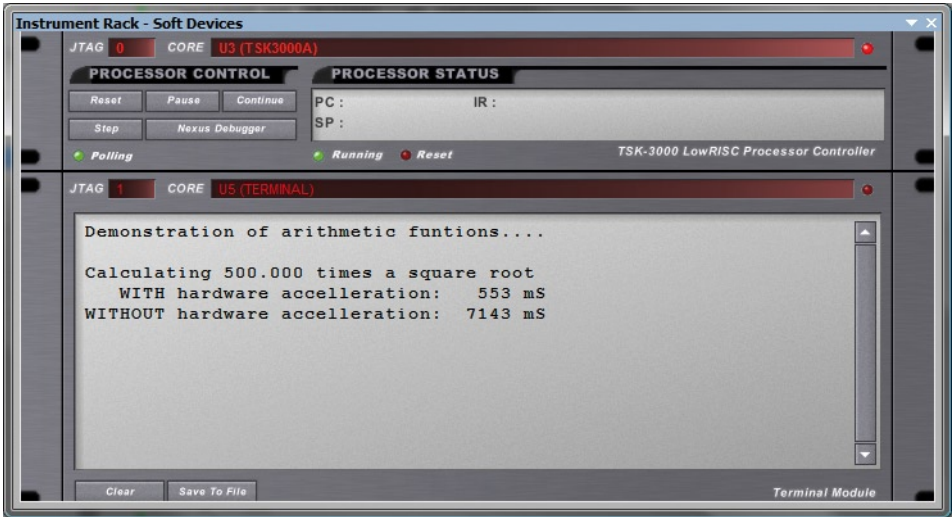 Instrument Rack - Soft Devices
JTAG 0 CORE U3 (TSK3000A)
PROCESSOR CONTROL PROCESSOR STATUS
Reset Pause Continue PC : IR :
Step Nexus Debugger SP :
Polling Running Reset TSK-3000 LowRISC Processor Controller
JTAG 1 CORE U5 (TERMINAL)
Demonstration of arithmetic funtions....
Calculating 500.000 times a square root
WITH hardware accelleration: 553 mS
WITHOUT hardware accelleration: 7143 mS
Clear Save To File Terminal Module